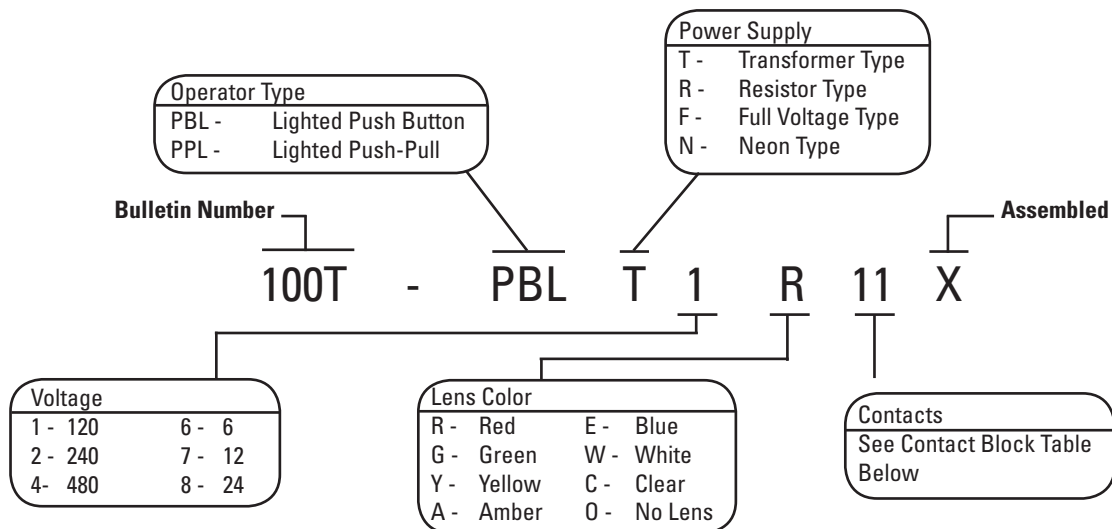 Power Supply
T - Transformer Type
R - Resistor Type
F - Full Voltage Type
N - Neon Type
Operator Type
PBL - Lighted Push Button
PPL - Lighted Push-Pull
Bulletin Number
Assembled
100T - PBL T 1 R 11 X
Voltage
1 - 120 6 - 6
2 - 240 7 - 12
4- 480 8 - 24
Lens Color
R - Red E - Blue
G - Green W - White
Y - Yellow C - Clear
A - Amber O - No Lens
Contacts
See Contact Block Table
Below